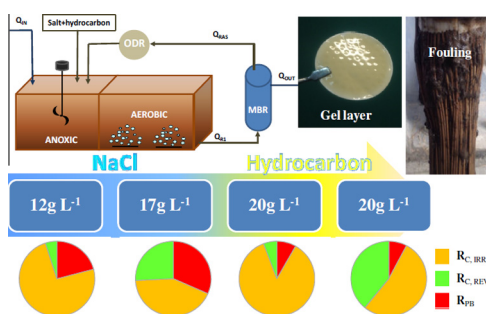 Salt+hydrocarbon
Q_IN
ODR
Q_RAS
AEROBIC
ANOXIC
MBR
Q_OUT
Q_R1
Gel layer
Fouling
NaCl
Hydrocarbon
12g L⁻¹
17g L⁻¹
20g L⁻¹
20g L⁻¹
R_C, IRR
R_C, REV
R_PB